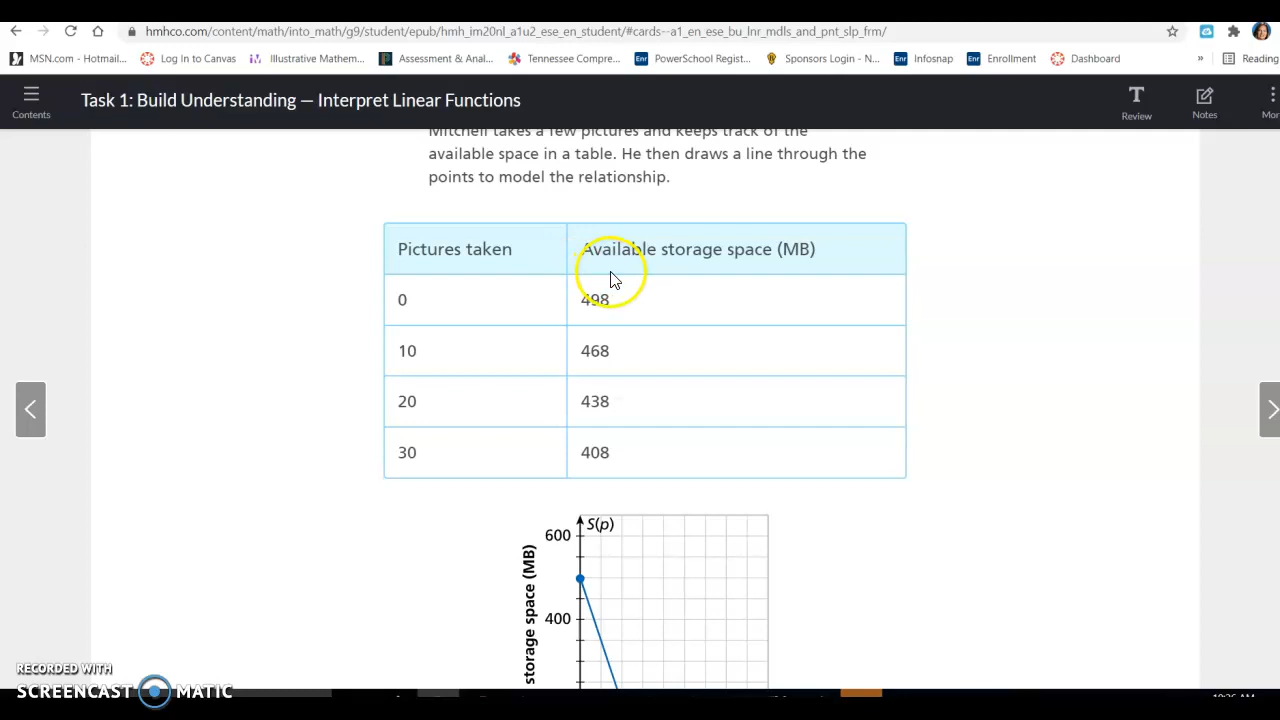 hmhco.com/content/math/into_math/g9/student/epub/hmh_im20nl_a1u2_ese_en_student/#cards--a1_en_ese_bu_lnr_mdls_and_pnt_slp_frm/
MSN.com - Hotmail... Log In to Canvas Illustrative Mathem... Assessment & Anal... Tennessee Compre... Enr PowerSchool Regist... Sponsors Login - N... Enr Infosnap Enr Enrollment Dashboard » Reading
Contents
Task 1: Build Understanding — Interpret Linear Functions
T Review
Notes
Mor
Mitchell takes a few pictures and keeps track of the
available space in a table. He then draws a line through the
points to model the relationship.
Pictures taken Available storage space (MB)
0 498
10 468
20 438
30 408
S(p)
600
400
storage space (MB)
RECORDED WITH
SCREENCAST MATIC